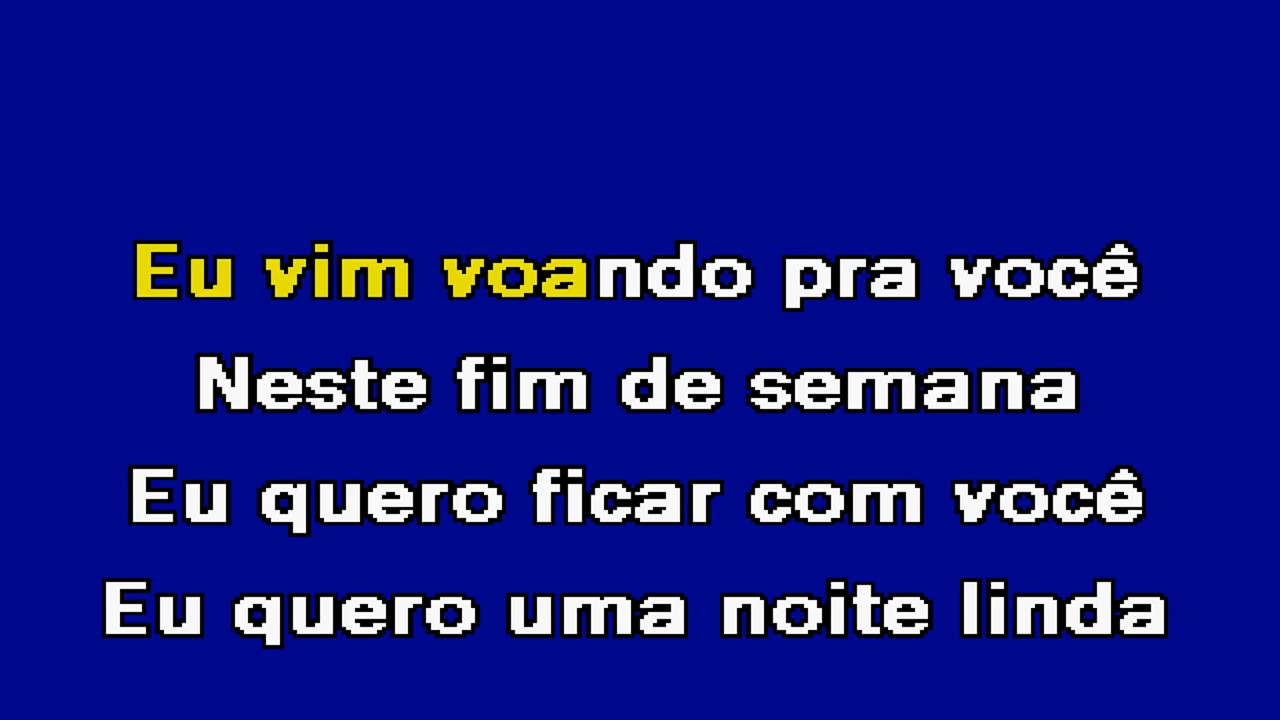 Eu vim voando pra você
Neste fim de semana
Eu quero ficar com você
Eu quero uma noite linda